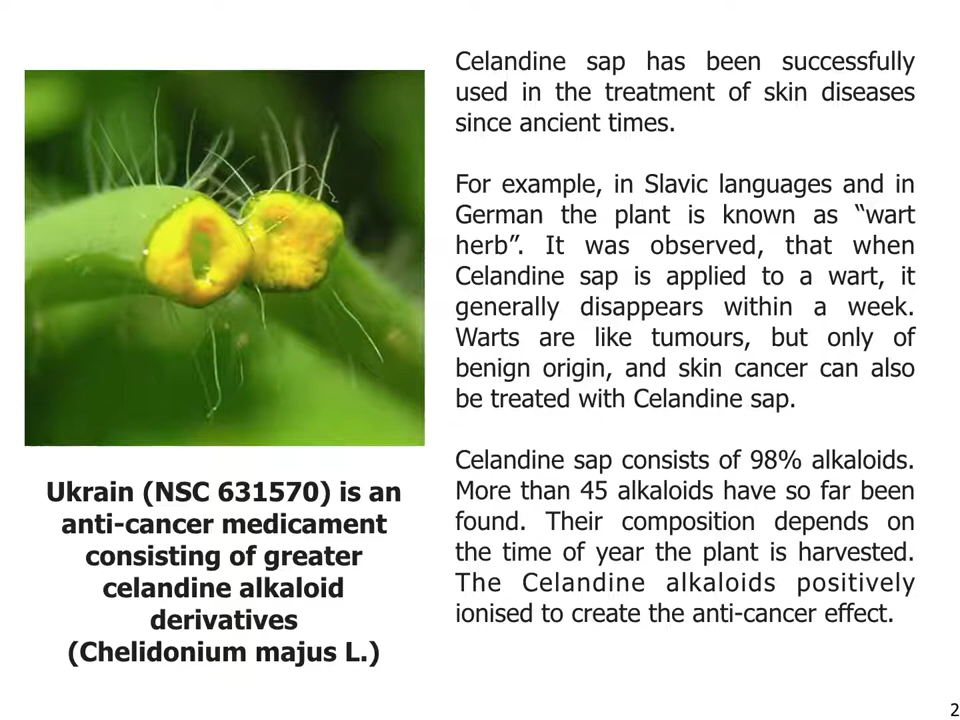 Celandine sap has been successfully
used in the treatment of skin diseases
since ancient times.
For example, in Slavic languages and in
German the plant is known as “wart
herb”. It was observed, that when
Celandine sap is applied to a wart, it
generally disappears within a week.
Warts are like tumours, but only of
benign origin, and skin cancer can also
be treated with Celandine sap.
Celandine sap consists of 98% alkaloids.
More than 45 alkaloids have so far been
found. Their composition depends on
the time of year the plant is harvested.
The Celandine alkaloids positively
ionised to create the anti-cancer effect.
Ukrain (NSC 631570) is an
anti-cancer medicament
consisting of greater
celandine alkaloid
derivatives
(Chelidonium majus L.)
2